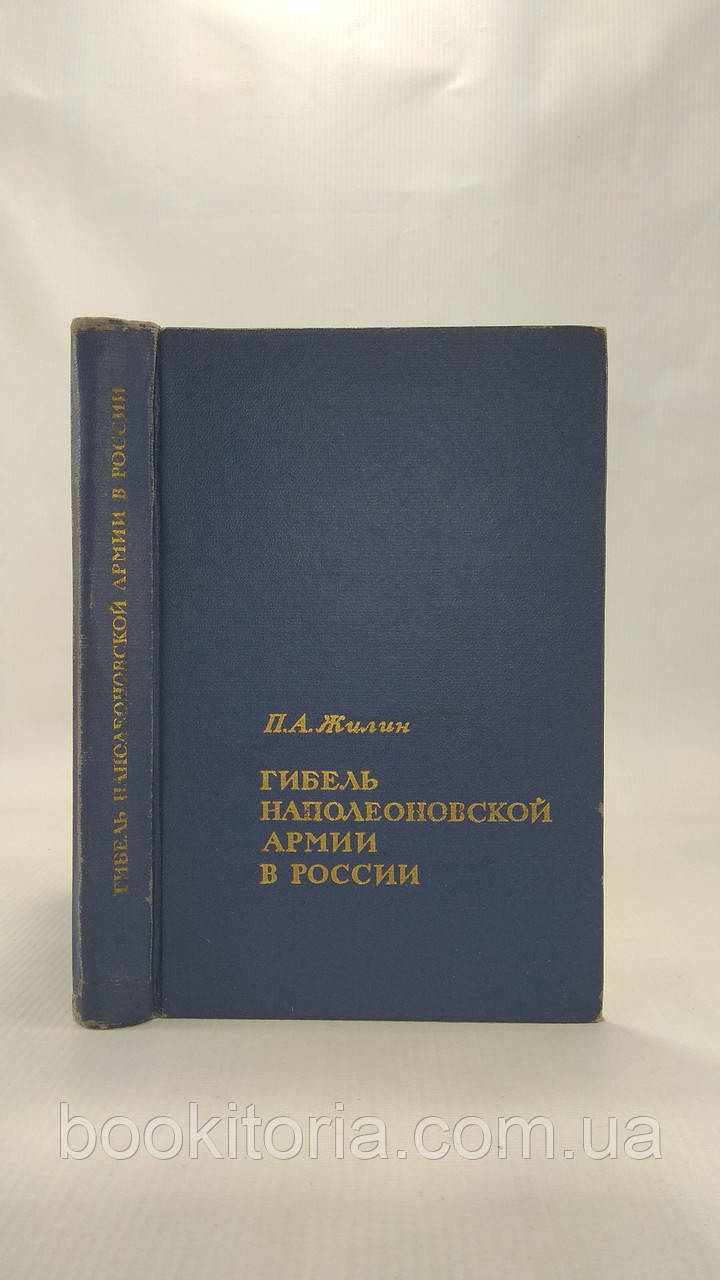 ГИБЕЛЬ НАПОЛЕОНОВСКОЙ АРМИИ В РОССИИ
П.А.Жилин
ГИБЕЛЬ
НАПОЛЕОНОВСКОЙ
АРМИИ
В РОССИИ
bookitoria.com.ua